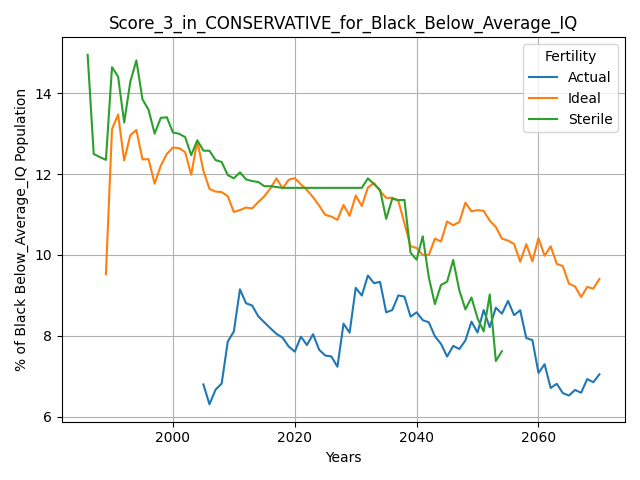 Score_3_in_CONSERVATIVE_for_Black_Below_Average_IQ
% of Black Below_Average_IQ Population
14
12
10
8
6
2000
2020
2040
2060
Years
Fertility
Actual
Ideal
Sterile